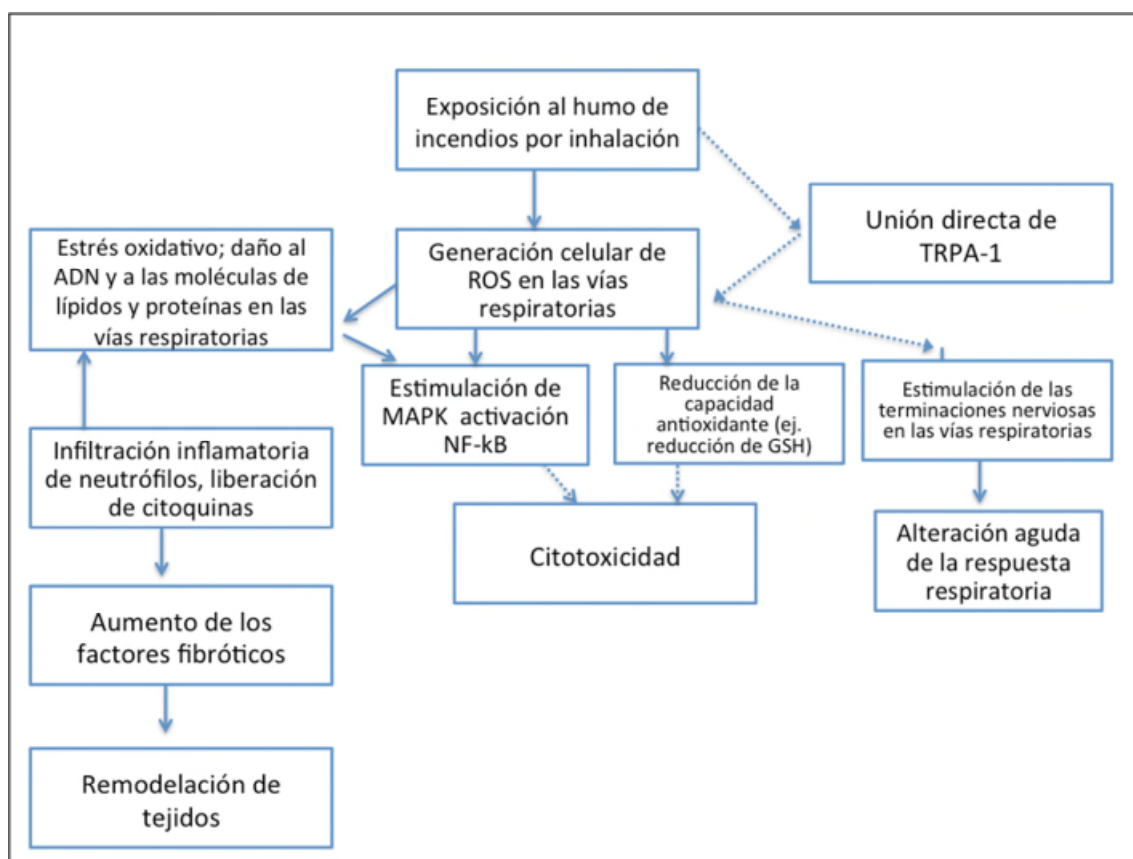 Exposición al humo de
incendios por inhalación
Unión directa de
TRPA-1
Estrés oxidativo; daño al
ADN y a las moléculas de
lípidos y proteínas en las
vías respiratorias
Generación celular de
ROS en las vías
respiratorias
Estimulación de
MAPK activación
NF-kB
Reducción de la
capacidad
antioxidante (ej.
reducción de GSH)
Estimulación de las
terminaciones nerviosas
en las vías respiratorias
Infiltración inflamatoria
de neutrófilos, liberación
de citoquinas
Citotoxicidad
Alteración aguda
de la respuesta
respiratoria
Aumento de los
factores fibróticos
Remodelación de
tejidos